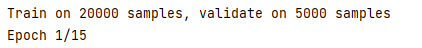 Train on 20000 samples, validate on 5000 samples
Epoch 1/15